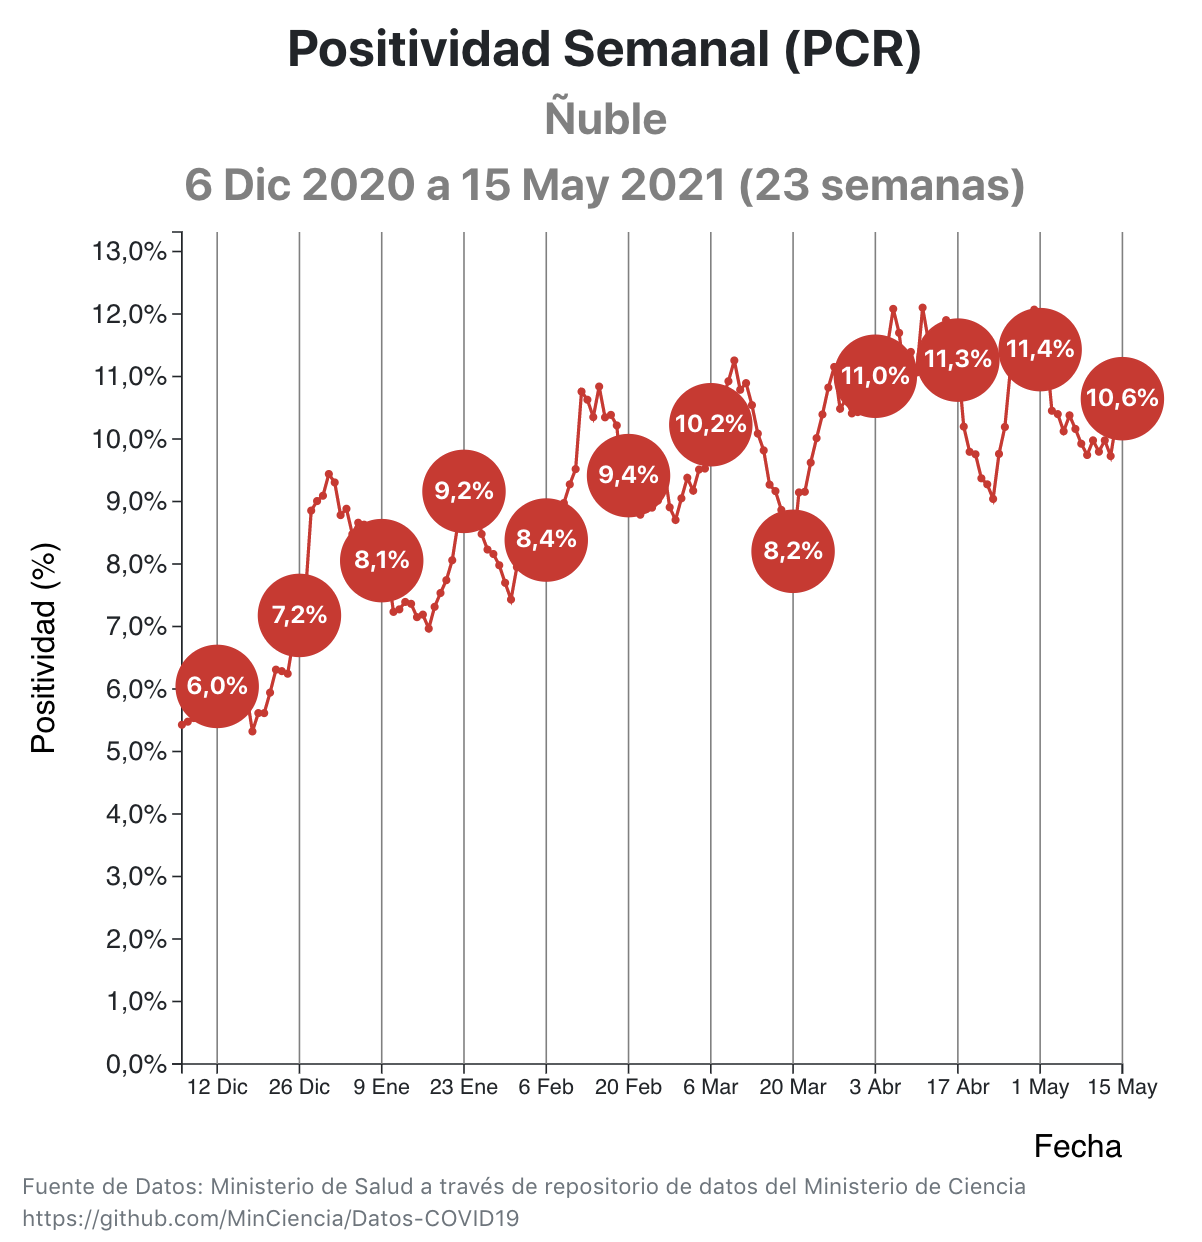 Positividad Semanal (PCR)
Ñuble
6 Dic 2020 a 15 May 2021 (23 semanas)
13,0%
12,0%
11,0%
10,0%
9,0%
8,0%
7,0%
6,0%
5,0%
4,0%
3,0%
2,0%
1,0%
0,0%
Positividad (%)
6,0%
7,2%
8,1%
9,2%
8,4%
9,4%
10,2%
8,2%
11,0%
11,3%
11,4%
10,6%
12 Dic
26 Dic
9 Ene
23 Ene
6 Feb
20 Feb
6 Mar
20 Mar
3 Abr
17 Abr
1 May
15 May
Fecha
Fuente de Datos: Ministerio de Salud a través de repositorio de datos del Ministerio de Ciencia
https://github.com/MinCiencia/Datos-COVID19